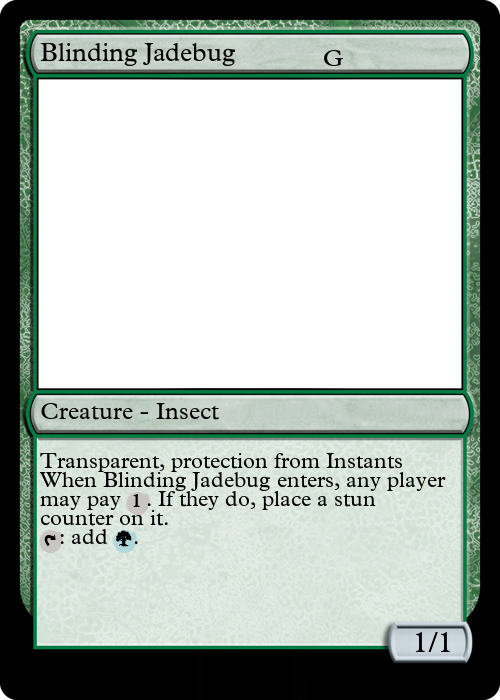 Blinding Jadebug G
Creature - Insect
Transparent, protection from Instants
When Blinding Jadebug enters, any player
may pay 1. If they do, place a stun
counter on it.
: add .
1/1